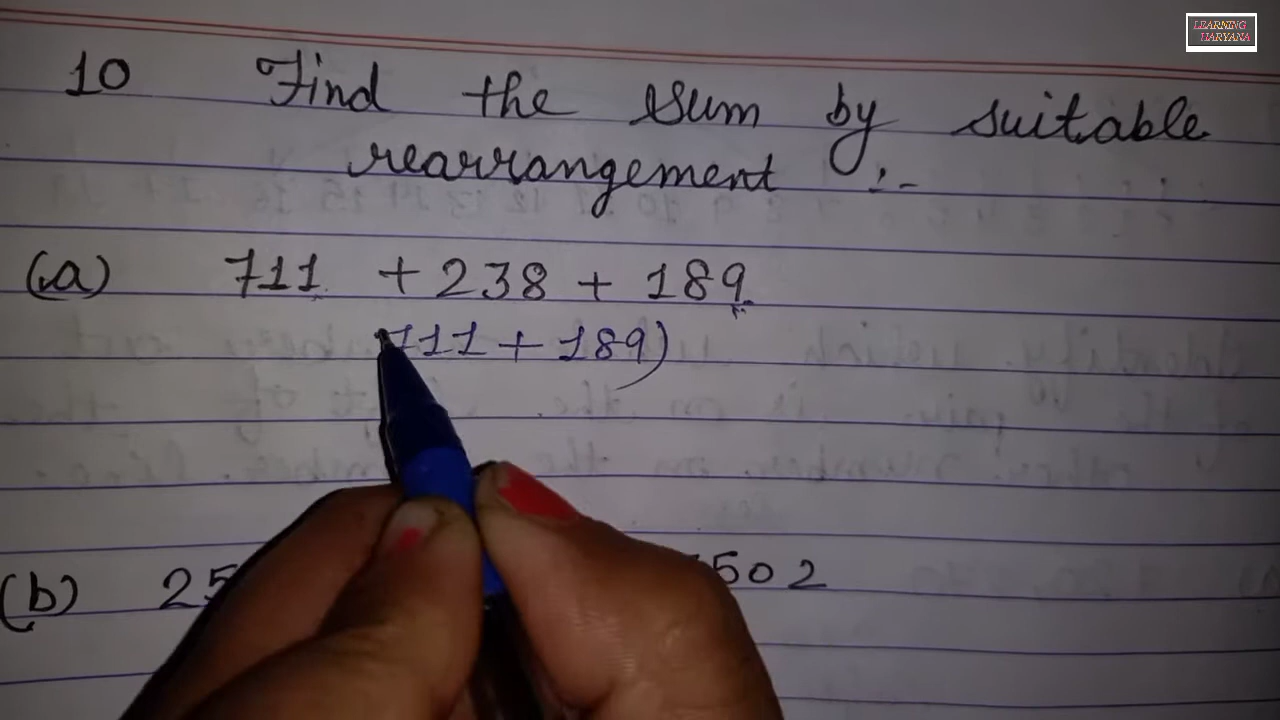 LEARNING
HARYANA
10 Find the sum by suitable
rearrangement :-
(a) 711 + 238 + 189
711 + 189)
(b) 25 502